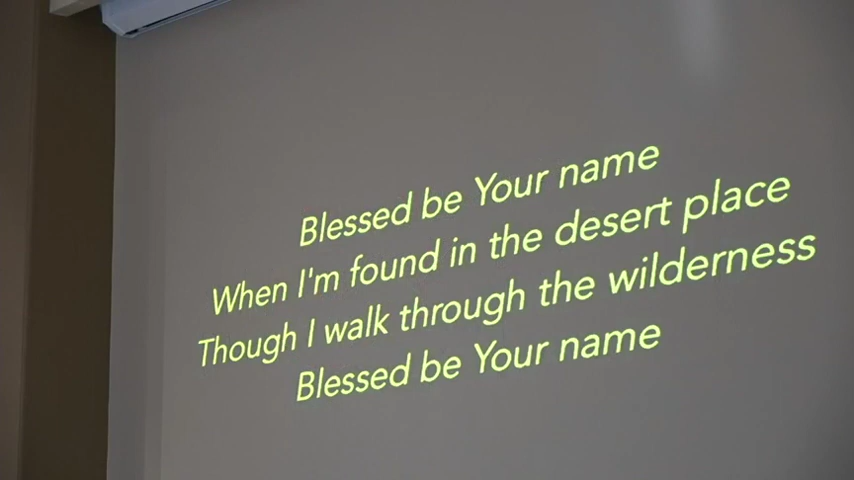 Blessed be Your name
When I'm found in the desert place
Though I walk through the wilderness
Blessed be Your name